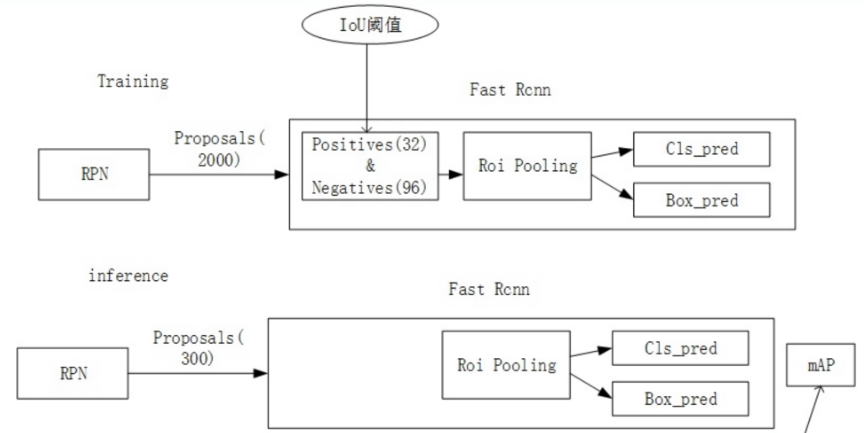 IoU阈值
Training
Fast Rcnn
RPN
Proposals(
2000)
Positives(32)
&
Negatives(96)
Roi Pooling
Cls_pred
Box_pred
inference
Fast Rcnn
RPN
Proposals(
300)
Roi Pooling
Cls_pred
Box_pred
mAP